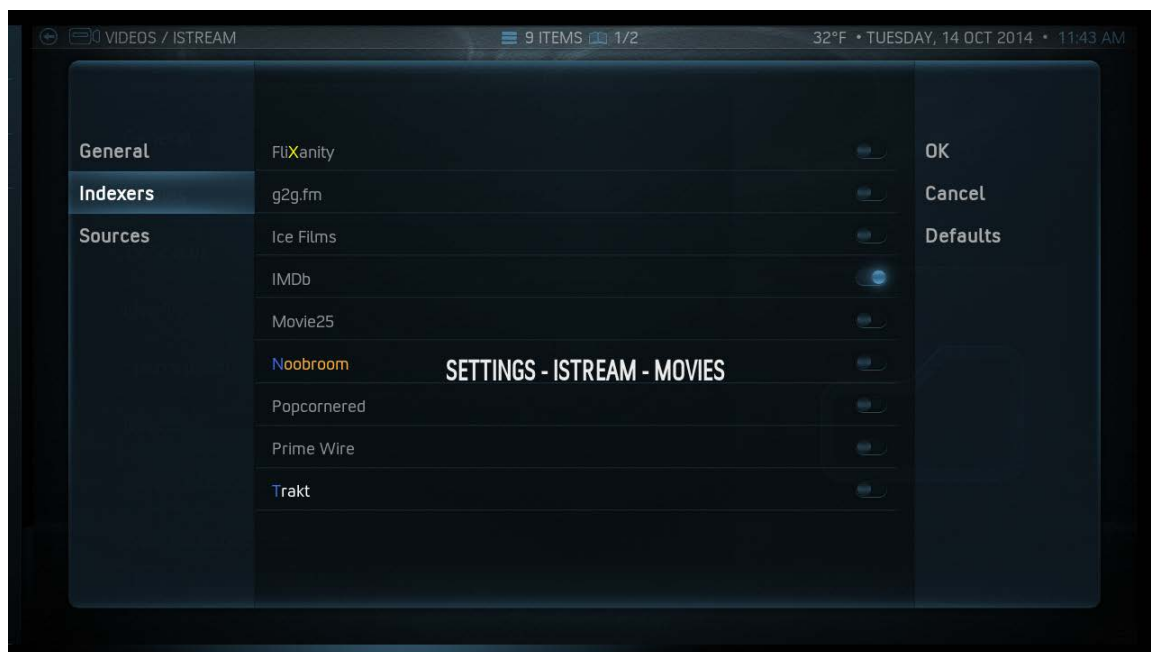 VIDEOS / ISTREAM
9 ITEMS 1/2
32°F • TUESDAY, 14 OCT 2014 • 11:43 AM
General
Indexers
Sources
FliXanity
g2g.fm
Ice Films
IMDb
Movie25
Noobroom
Popcornered
Prime Wire
Trakt
SETTINGS - ISTREAM - MOVIES
OK
Cancel
Defaults